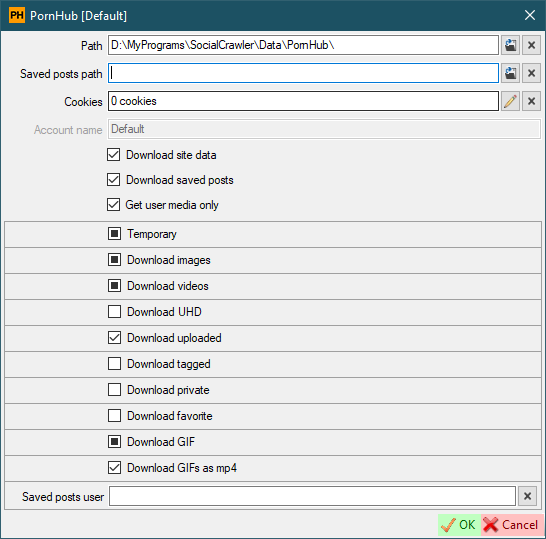 PH PornHub [Default]
Path D:\MyPrograms\SocialCrawler\Data\PornHub\
Saved posts path
Cookies 0 cookies
Account name Default
Download site data
Download saved posts
Get user media only
Temporary
Download images
Download videos
Download UHD
Download uploaded
Download tagged
Download private
Download favorite
Download GIF
Download GIFs as mp4
Saved posts user
OK Cancel